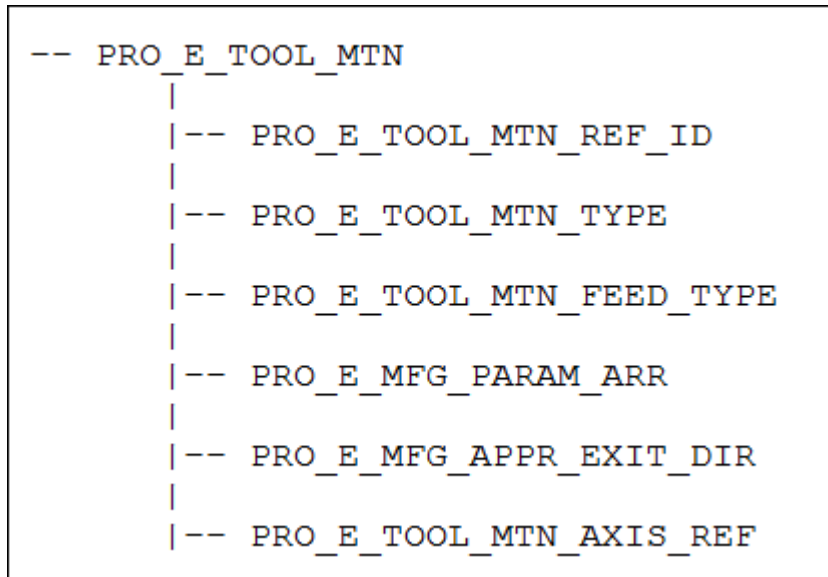 -- PRO_E_TOOL_MTN
|
|-- PRO_E_TOOL_MTN_REF_ID
|
|-- PRO_E_TOOL_MTN_TYPE
|
|-- PRO_E_TOOL_MTN_FEED_TYPE
|
|-- PRO_E_MFG_PARAM_ARR
|
|-- PRO_E_MFG_APPR_EXIT_DIR
|
|-- PRO_E_TOOL_MTN_AXIS_REF